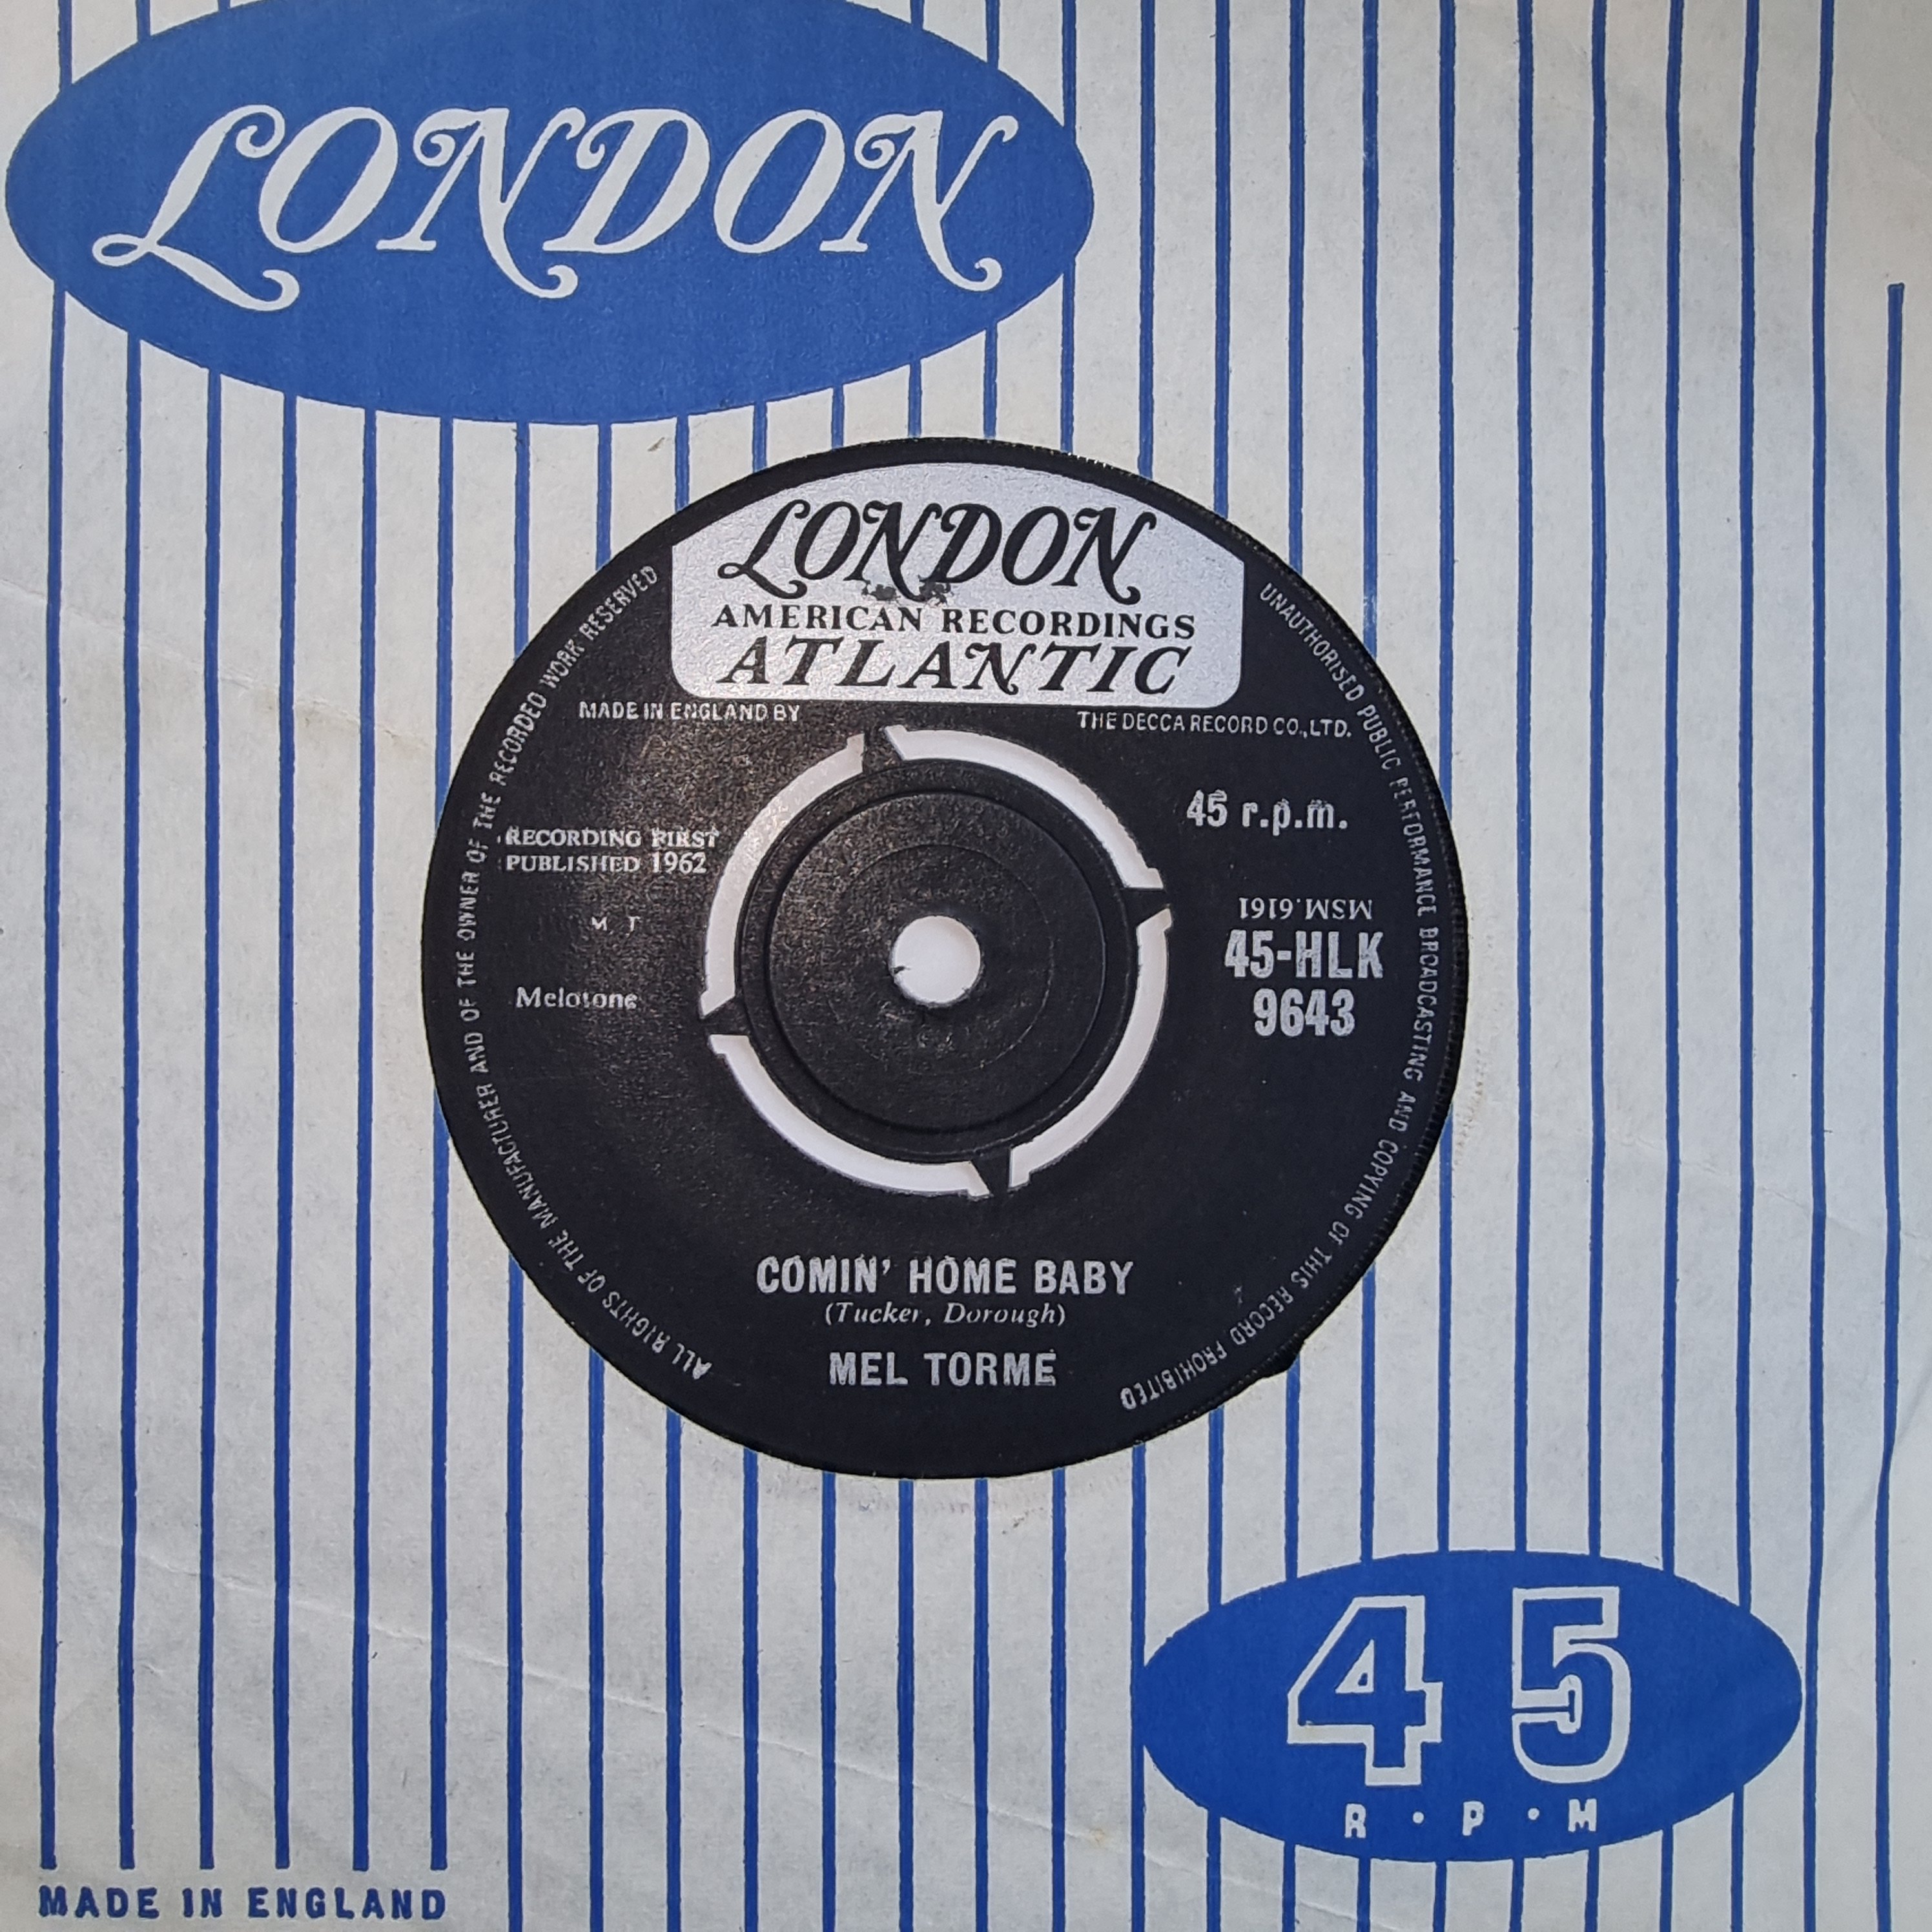 LONDON
LONDON
AMERICAN RECORDINGS
ATLANTIC
MADE IN ENGLAND BY
THE DECCA RECORD CO., LTD.
ALL RIGHTS OF THE MANUFACTURER AND OF THE OWNER OF THE RECORDED WORK RESERVED
UNAUTHORISED PUBLIC PERFORMANCE BROADCASTING AND COPYING OF THIS RECORD PROHIBITED
45 r.p.m.
RECORDING FIRST
PUBLISHED 1962
M T
MSM.6161
45-HLK
9643
Melotone
COMIN' HOME BABY
(Tucker, Dorough)
MEL TORME
45
R·P·M
MADE IN ENGLAND